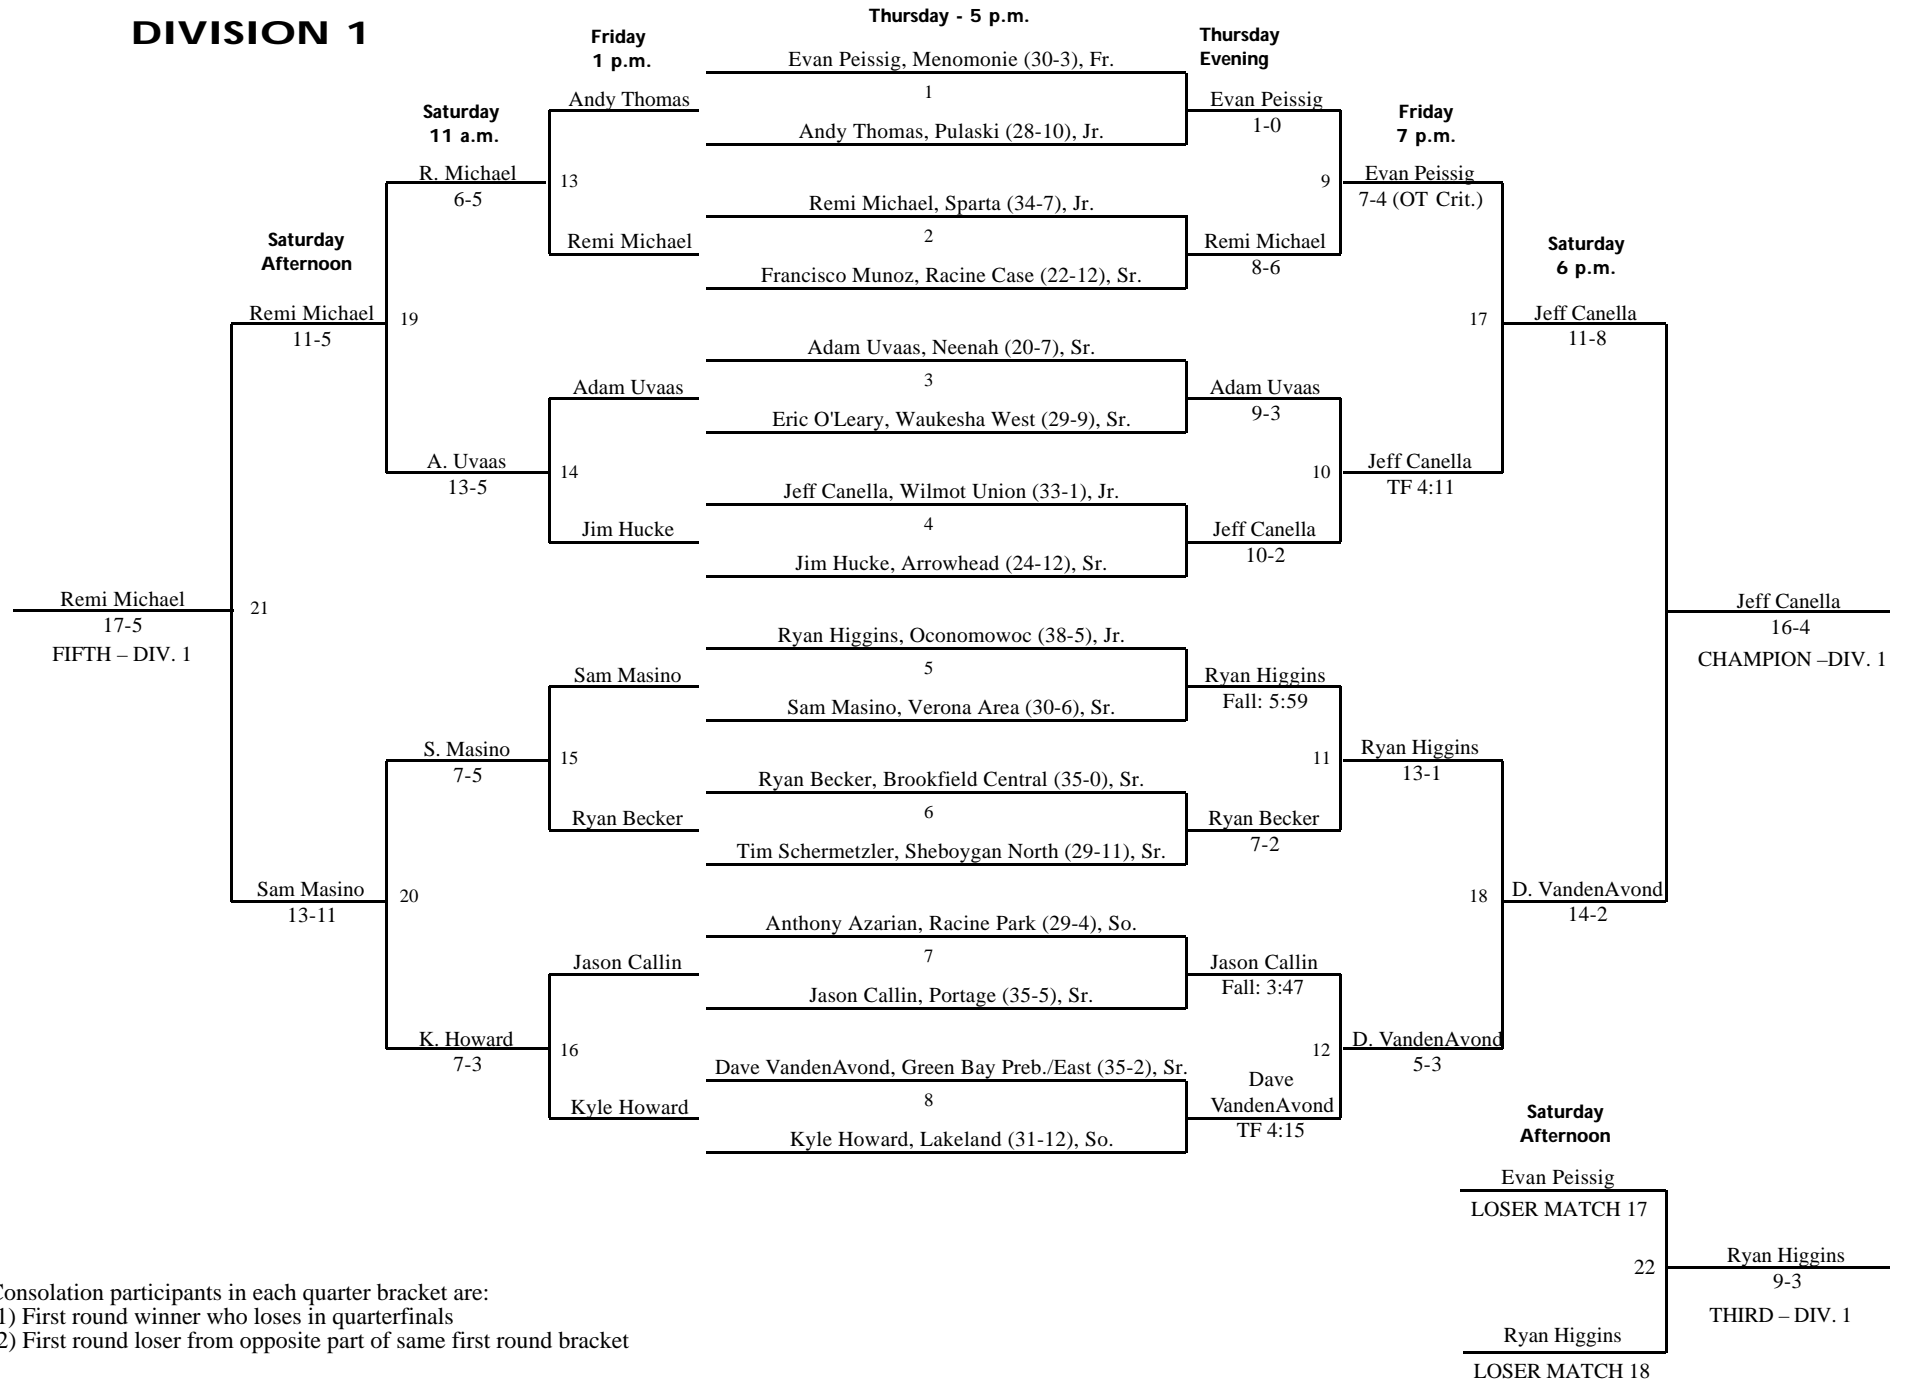 DIVISION 1
Thursday - 5 p.m.
Friday
1 p.m.
Thursday
Evening
Saturday
11 a.m.
Friday
7 p.m.
Saturday
Afternoon
Saturday
6 p.m.
Evan Peissig, Menomonie (30-3), Fr.
1
Andy Thomas, Pulaski (28-10), Jr.
Remi Michael, Sparta (34-7), Jr.
2
Francisco Munoz, Racine Case (22-12), Sr.
Adam Uvaas, Neenah (20-7), Sr.
3
Eric O'Leary, Waukesha West (29-9), Sr.
Jeff Canella, Wilmot Union (33-1), Jr.
4
Jim Hucke, Arrowhead (24-12), Sr.
Ryan Higgins, Oconomowoc (38-5), Jr.
5
Sam Masino, Verona Area (30-6), Sr.
Ryan Becker, Brookfield Central (35-0), Sr.
6
Tim Schermetzler, Sheboygan North (29-11), Sr.
Anthony Azarian, Racine Park (29-4), So.
7
Jason Callin, Portage (35-5), Sr.
Dave VandenAvond, Green Bay Preb./East (35-2), Sr.
8
Kyle Howard, Lakeland (31-12), So.
Evan Peissig
1-0
9
Remi Michael
8-6
Adam Uvaas
9-3
10
Jeff Canella
10-2
Ryan Higgins
Fall: 5:59
11
Ryan Becker
7-2
Jason Callin
Fall: 3:47
12
Dave
VandenAvond
TF 4:15
Evan Peissig
7-4 (OT Crit.)
17
Jeff Canella
TF 4:11
Ryan Higgins
13-1
18
D. VandenAvond
5-3
Jeff Canella
11-8
D. VandenAvond
14-2
Jeff Canella
16-4
CHAMPION –DIV. 1
Andy Thomas
13
Remi Michael
Adam Uvaas
14
Jim Hucke
Sam Masino
15
Ryan Becker
Jason Callin
16
Kyle Howard
R. Michael
6-5
19
A. Uvaas
13-5
S. Masino
7-5
20
K. Howard
7-3
Remi Michael
11-5
21
Sam Masino
13-11
Remi Michael
17-5
FIFTH – DIV. 1
Saturday
Afternoon
Evan Peissig
LOSER MATCH 17
22
Ryan Higgins
LOSER MATCH 18
Ryan Higgins
9-3
THIRD – DIV. 1
Consolation participants in each quarter bracket are:
1) First round winner who loses in quarterfinals
2) First round loser from opposite part of same first round bracket